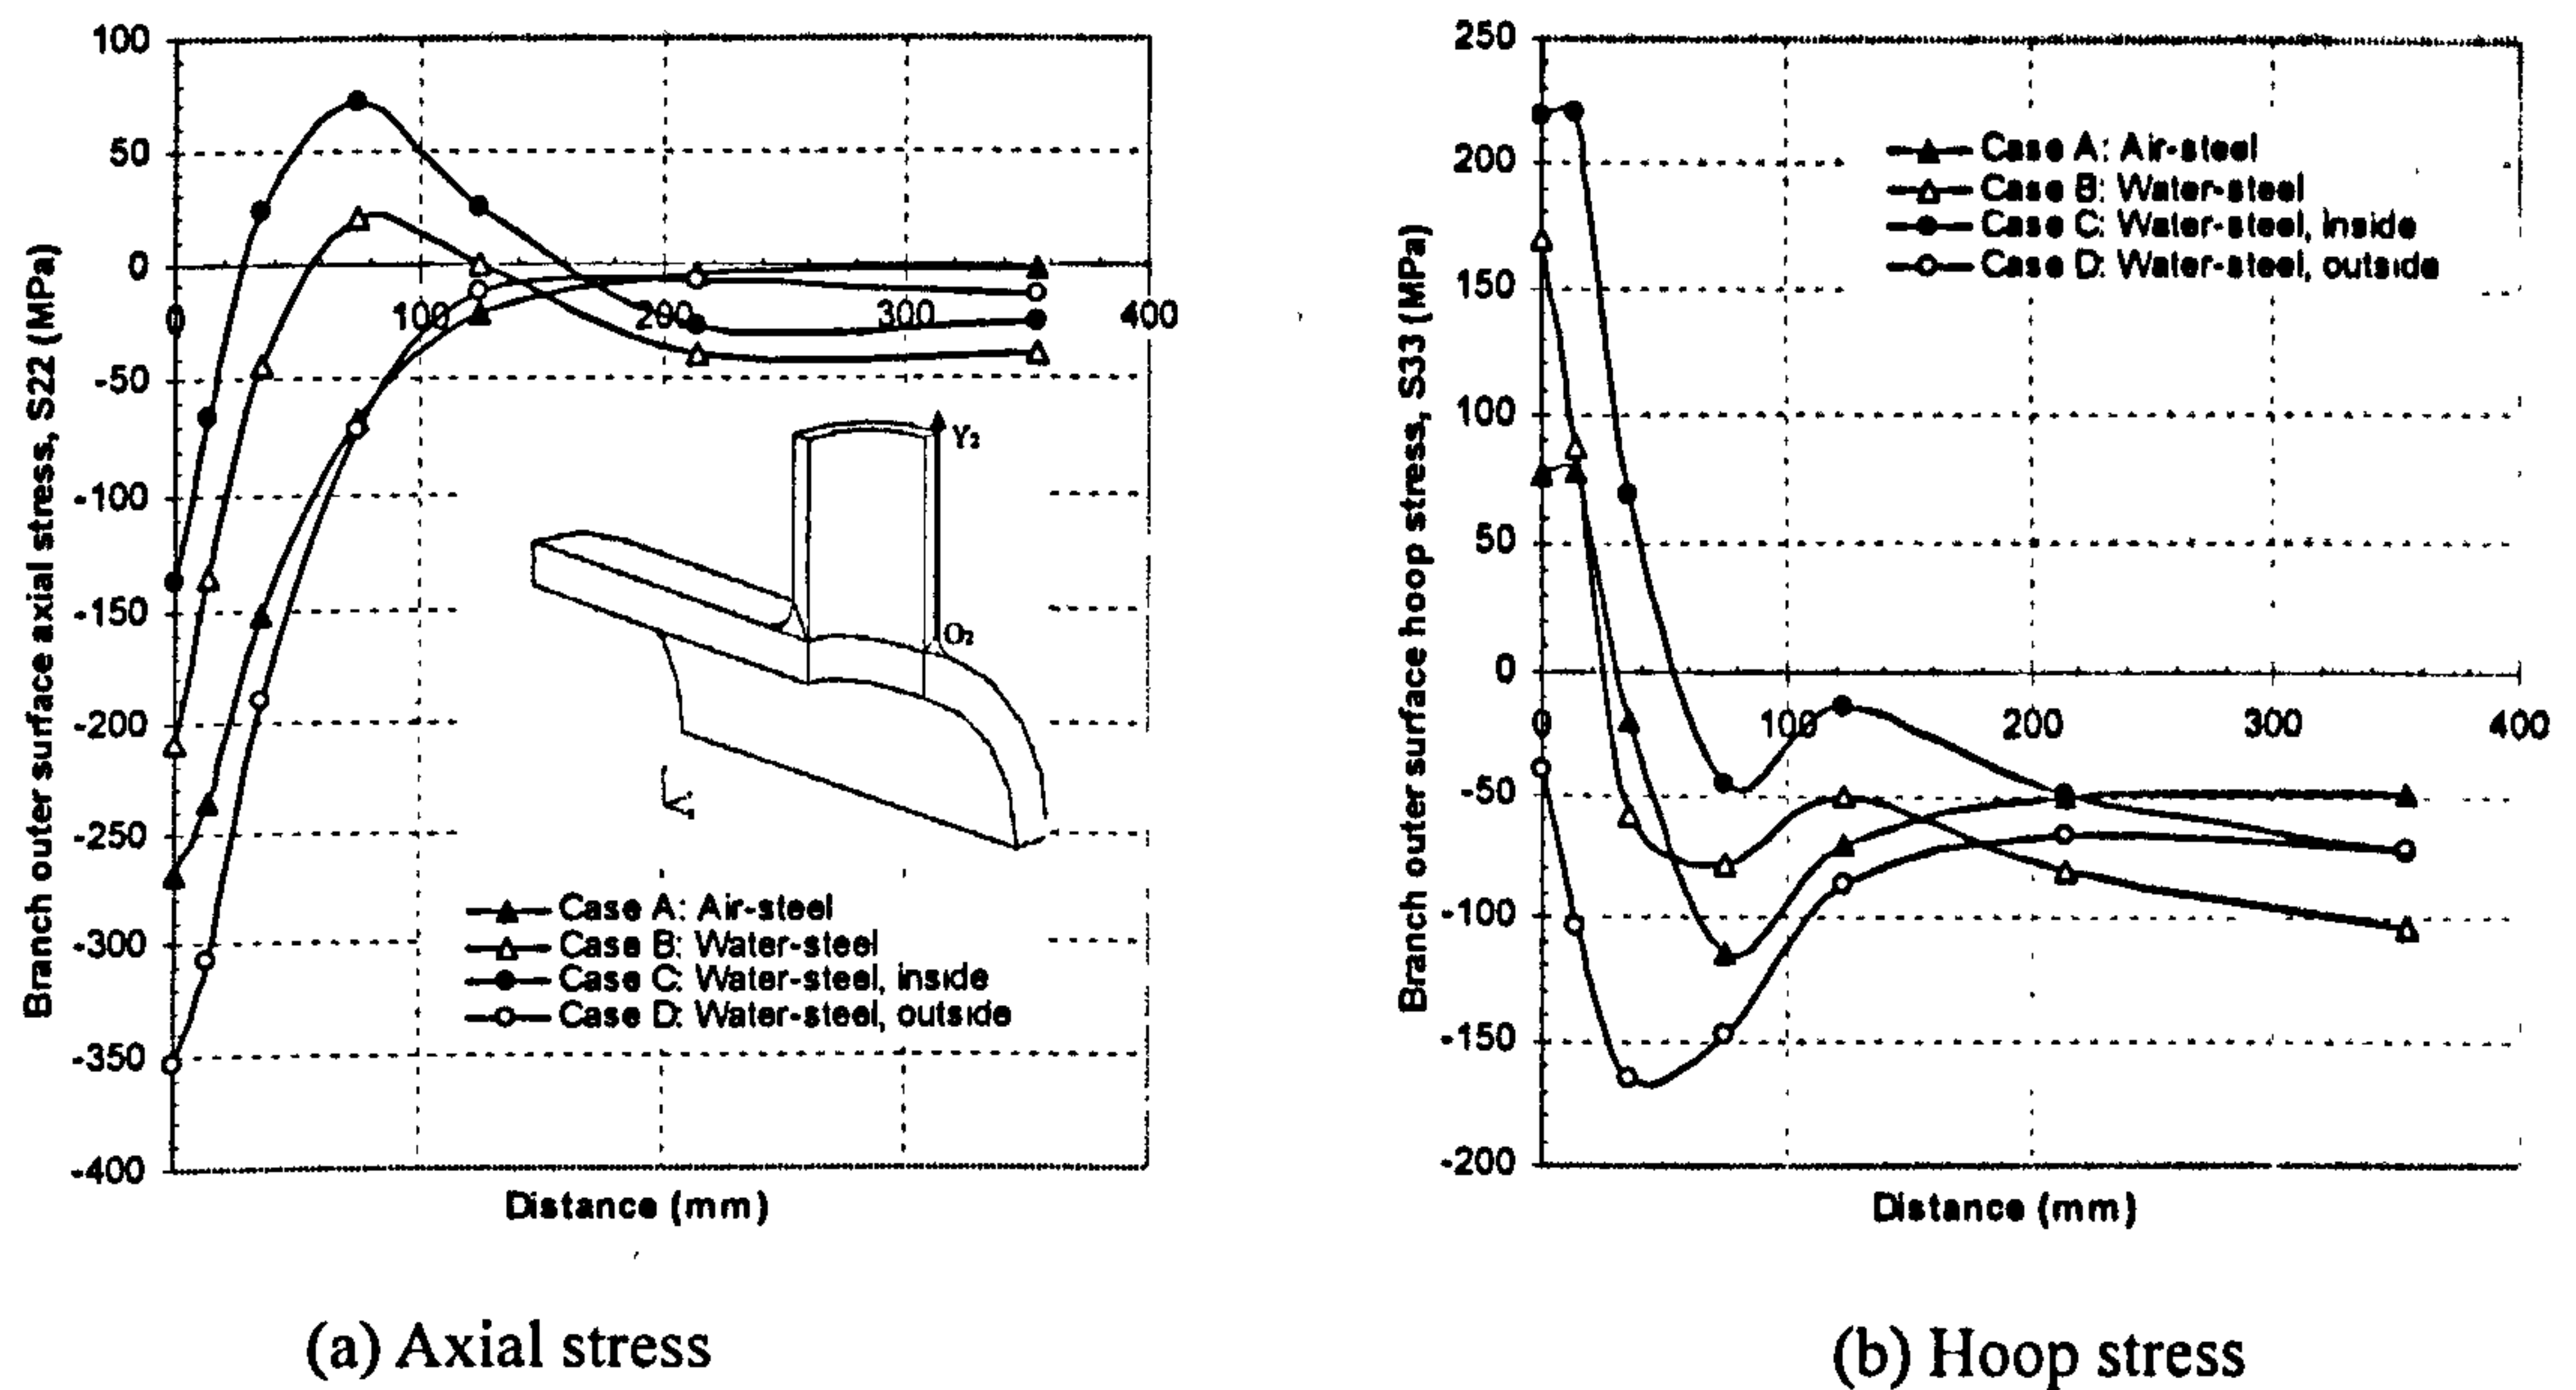 100
50
0
-50
-100
-150
-200
-250
-300
-350
-400
Branch outer surface axial stress, S22 (MPa)
0 100 200 300 400
Y₂
O₂
Case A: Air-steel
Case B: Water-steel
Case C: Water-steel, inside
Case D: Water-steel, outside
Distance (mm)
(a) Axial stress
250
200
150
100
50
0
-50
-100
-150
-200
Branch outer surface hoop stress, S33 (MPa)
Case A: Air-steel
Case B: Water-steel
Case C: Water-steel, inside
Case D: Water-steel, outside
0 100 200 300 400
Distance (mm)
(b) Hoop stress